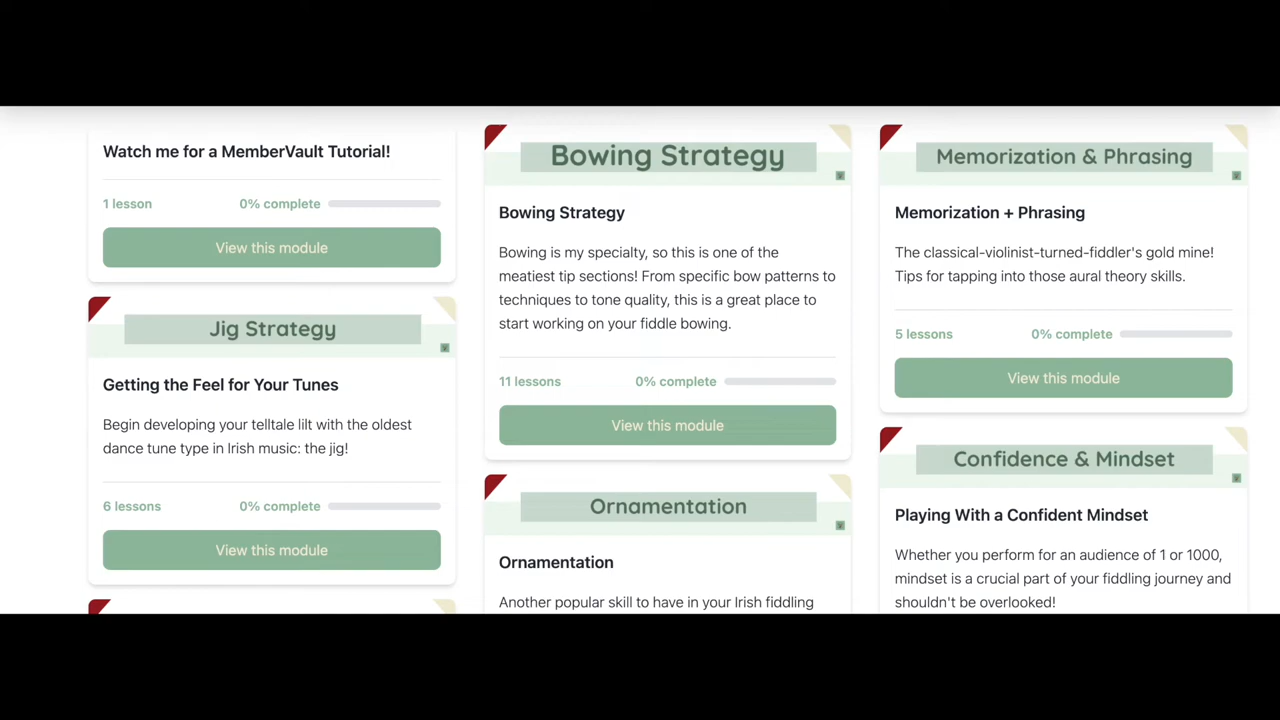 Watch me for a MemberVault Tutorial!
1 lesson
0% complete
View this module
Jig Strategy
Getting the Feel for Your Tunes
Begin developing your telltale lilt with the oldest
dance tune type in Irish music: the jig!
6 lessons
0% complete
View this module
Bowing Strategy
Bowing Strategy
Bowing is my specialty, so this is one of the
meatiest tip sections! From specific bow patterns to
techniques to tone quality, this is a great place to
start working on your fiddle bowing.
11 lessons
0% complete
View this module
Ornamentation
Ornamentation
Another popular skill to have in your Irish fiddling
Memorization & Phrasing
Memorization + Phrasing
The classical-violinist-turned-fiddler's gold mine!
Tips for tapping into those aural theory skills.
5 lessons
0% complete
View this module
Confidence & Mindset
Playing With a Confident Mindset
Whether you perform for an audience of 1 or 1000,
mindset is a crucial part of your fiddling journey and
shouldn't be overlooked!